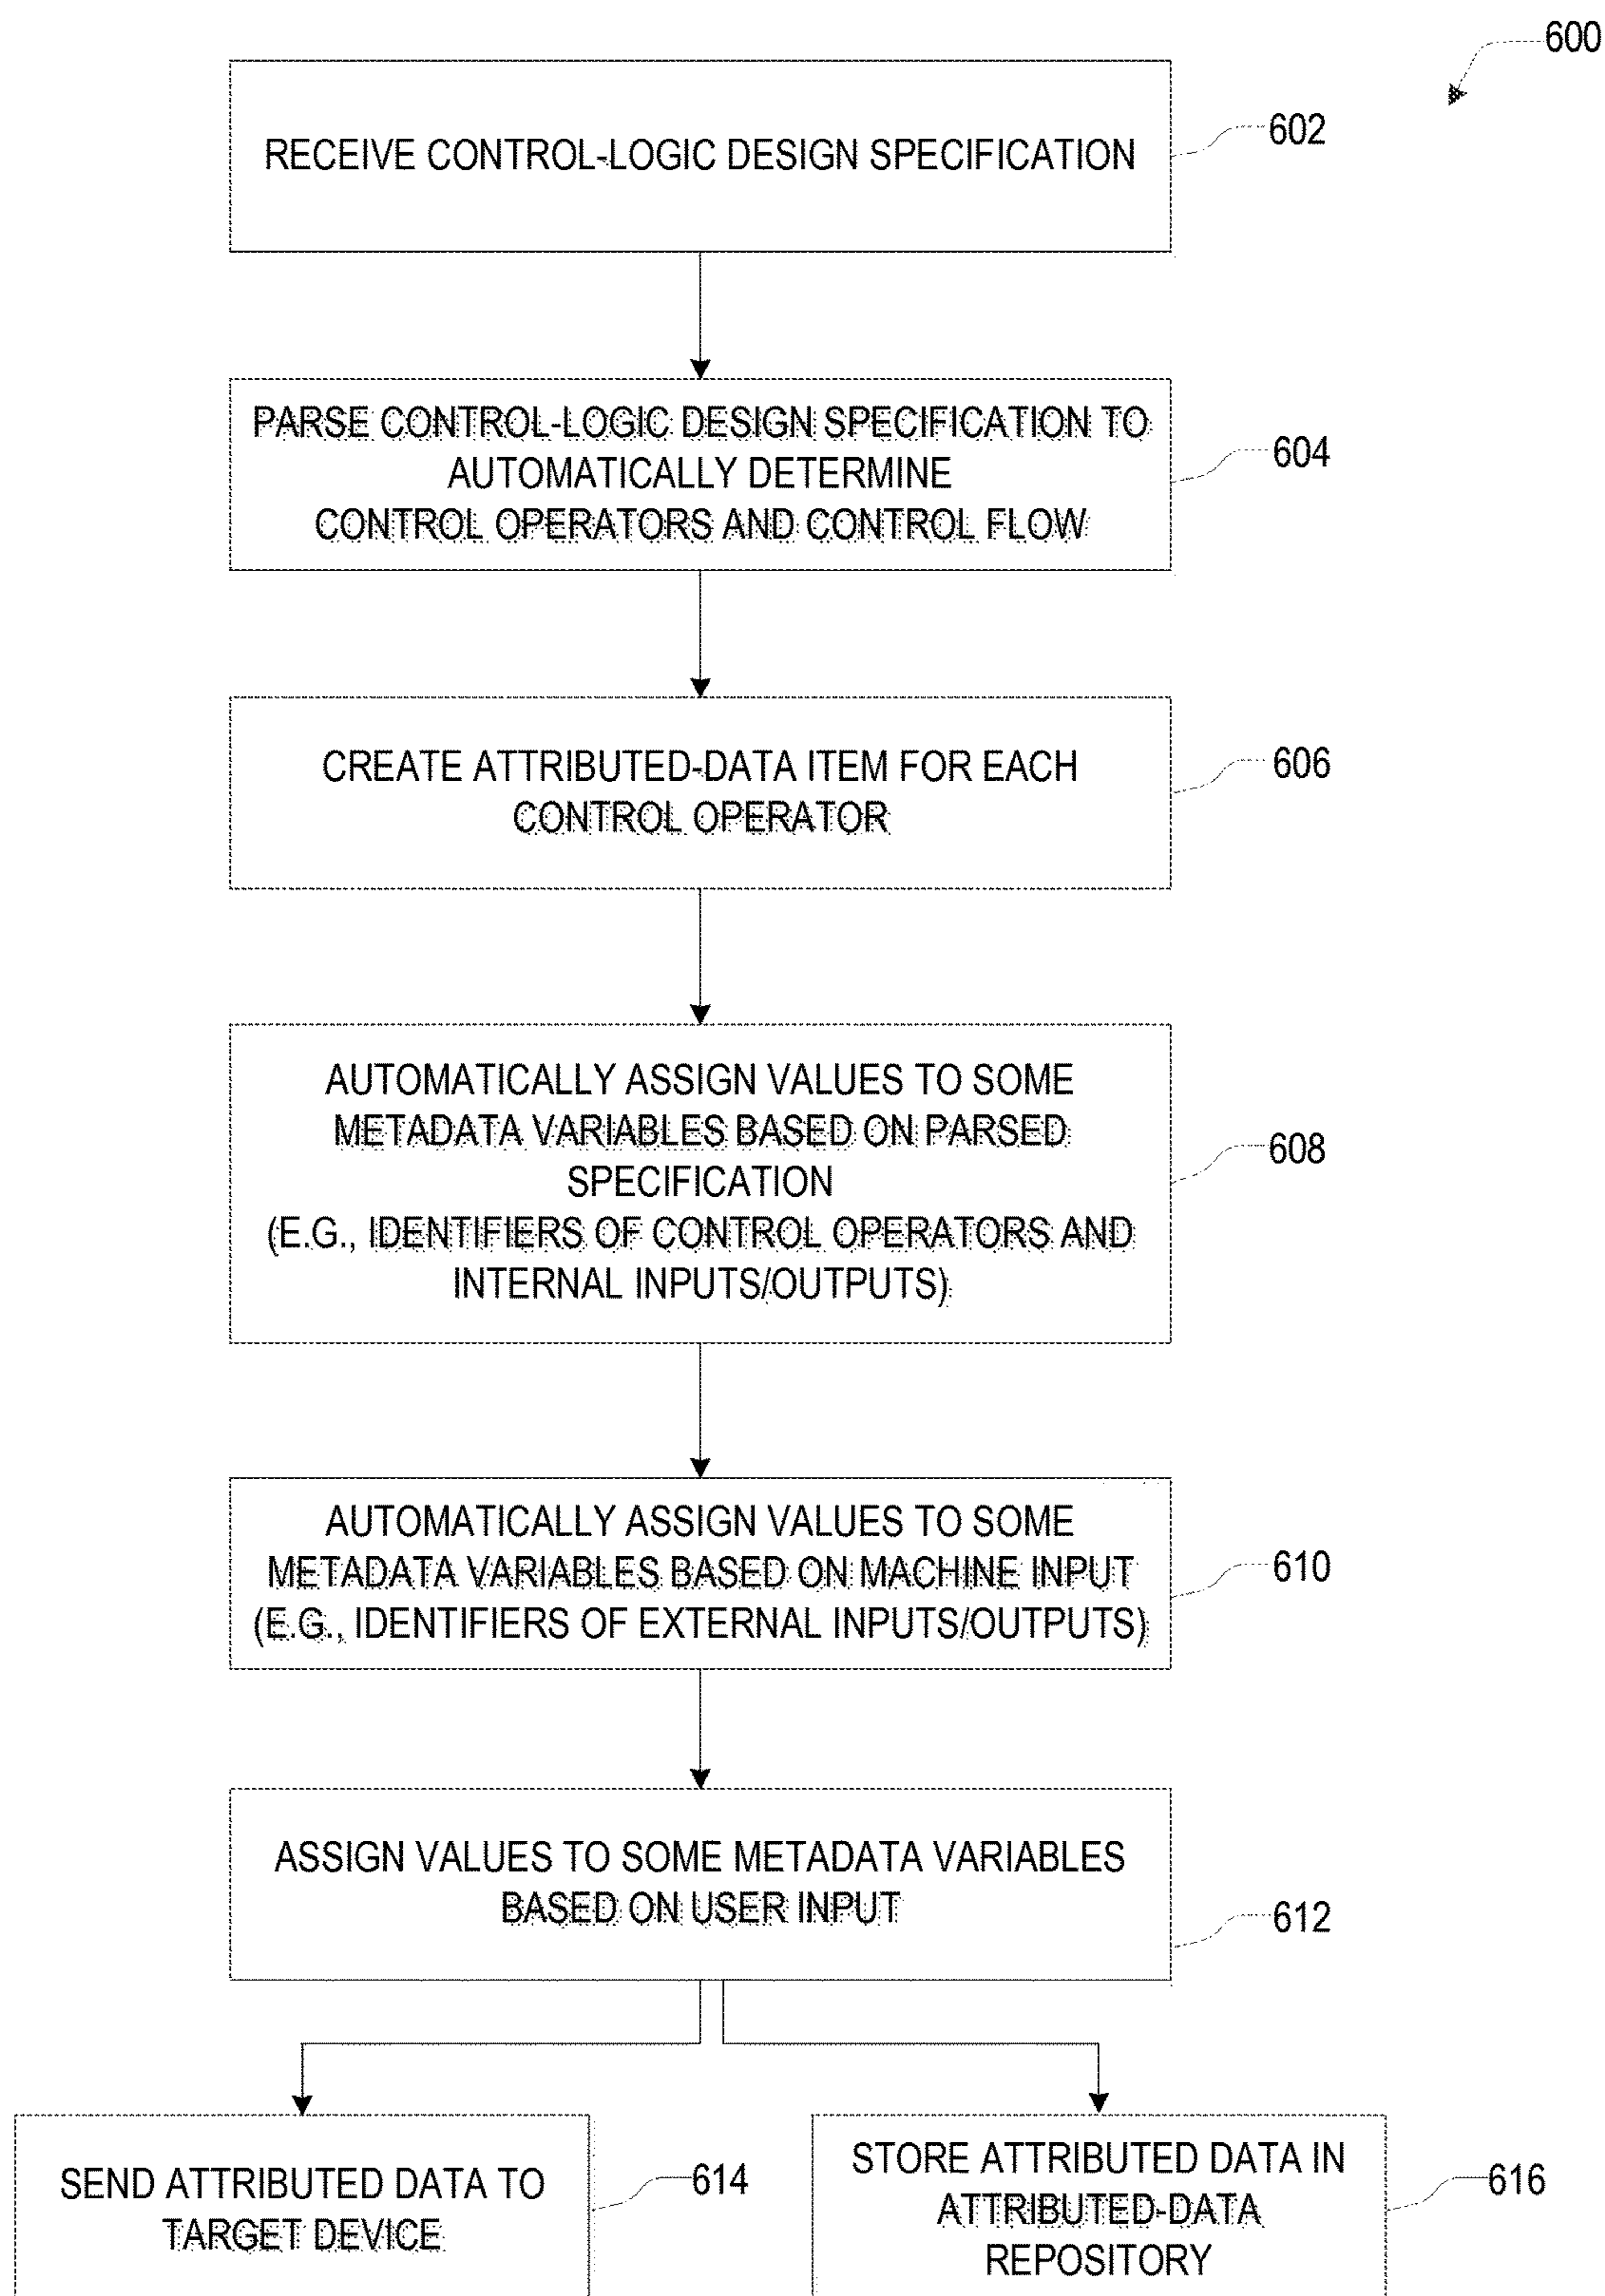 600
RECEIVE CONTROL-LOGIC DESIGN SPECIFICATION
602
PARSE CONTROL-LOGIC DESIGN SPECIFICATION TO
AUTOMATICALLY DETERMINE
CONTROL OPERATORS AND CONTROL FLOW
604
CREATE ATTRIBUTED-DATA ITEM FOR EACH
CONTROL OPERATOR
606
AUTOMATICALLY ASSIGN VALUES TO SOME
METADATA VARIABLES BASED ON PARSED
SPECIFICATION
(E.G., IDENTIFIERS OF CONTROL OPERATORS AND
INTERNAL INPUTS/OUTPUTS)
608
AUTOMATICALLY ASSIGN VALUES TO SOME
METADATA VARIABLES BASED ON MACHINE INPUT
(E.G., IDENTIFIERS OF EXTERNAL INPUTS/OUTPUTS)
610
ASSIGN VALUES TO SOME METADATA VARIABLES
BASED ON USER INPUT
612
SEND ATTRIBUTED DATA TO
TARGET DEVICE
614
STORE ATTRIBUTED DATA IN
ATTRIBUTED-DATA
REPOSITORY
616